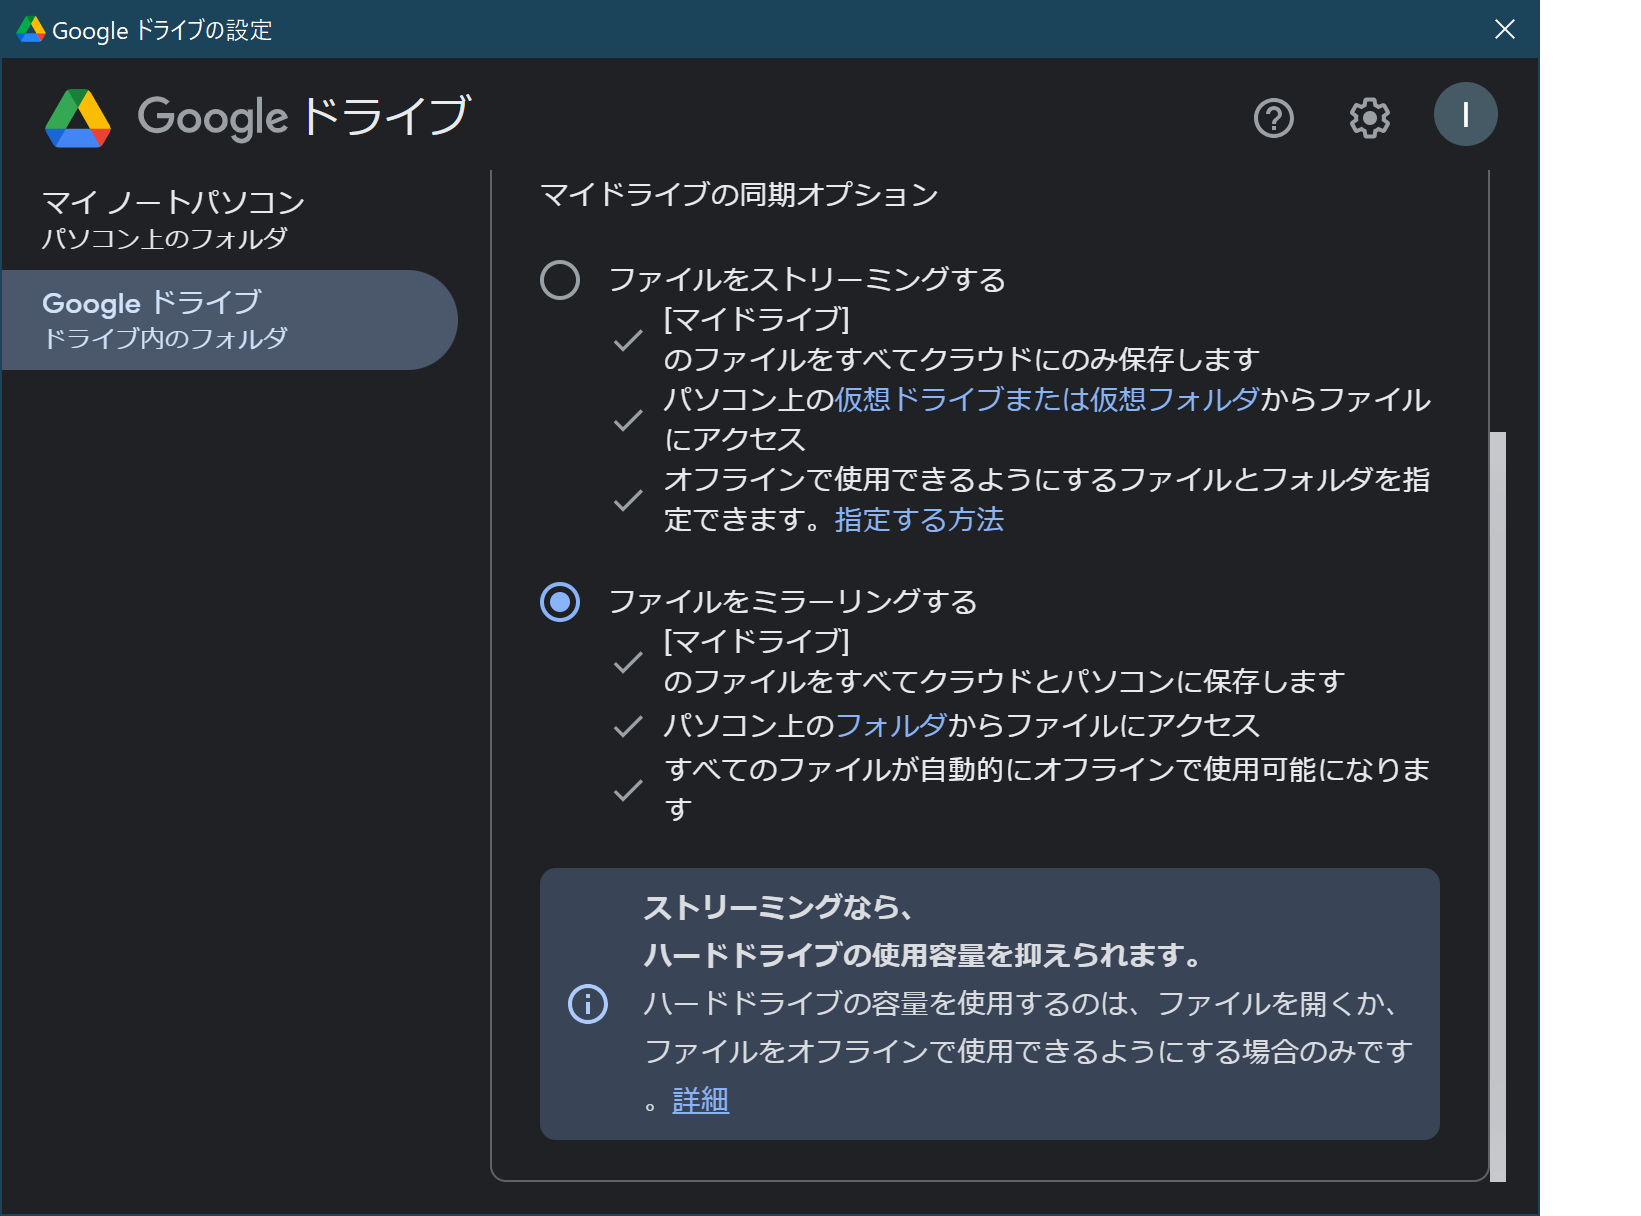 Google ドライブの設定
Google ドライブ
I
マイ ノートパソコン
パソコン上のフォルダ
Google ドライブ
ドライブ内のフォルダ
マイドライブの同期オプション
ファイルをストリーミングする
[マイドライブ]
のファイルをすべてクラウドにのみ保存します
パソコン上の仮想ドライブまたは仮想フォルダからファイル
にアクセス
オフラインで使用できるようにするファイルとフォルダを指
定できます。指定する方法
ファイルをミラーリングする
[マイドライブ]
のファイルをすべてクラウドとパソコンに保存します
パソコン上のフォルダからファイルにアクセス
すべてのファイルが自動的にオフラインで使用可能になりま
す
ストリーミングなら、
ハードドライブの使用容量を抑えられます。
ハードドライブの容量を使用するのは、ファイルを開くか、
ファイルをオフラインで使用できるようにする場合のみです
。詳細